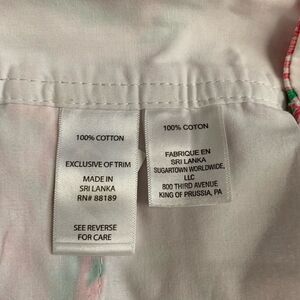 100% COTTON
EXCLUSIVE OF TRIM
MADE IN
SRI LANKA
RN# 88189
SEE REVERSE
FOR CARE
100% COTON
FABRIQUE EN
SRI LANKA
SUGARTOWN WORLDWIDE,
LLC
800 THIRD AVENUE
KING OF PRUSSIA, PA